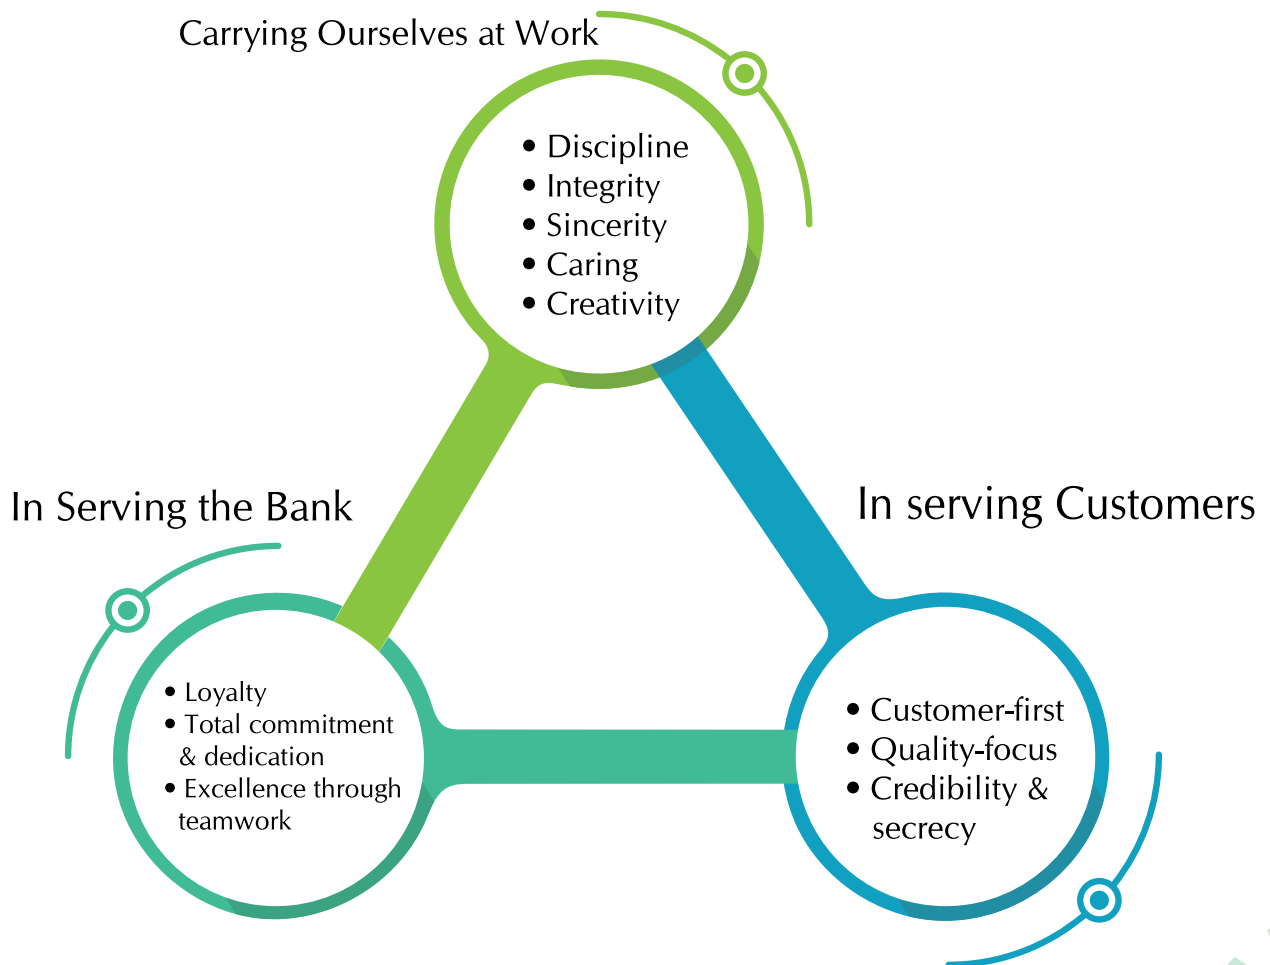 Carrying Ourselves at Work
• Discipline
• Integrity
• Sincerity
• Caring
• Creativity
In Serving the Bank
• Loyalty
• Total commitment
& dedication
• Excellence through
teamwork
In serving Customers
• Customer-first
• Quality-focus
• Credibility &
secrecy